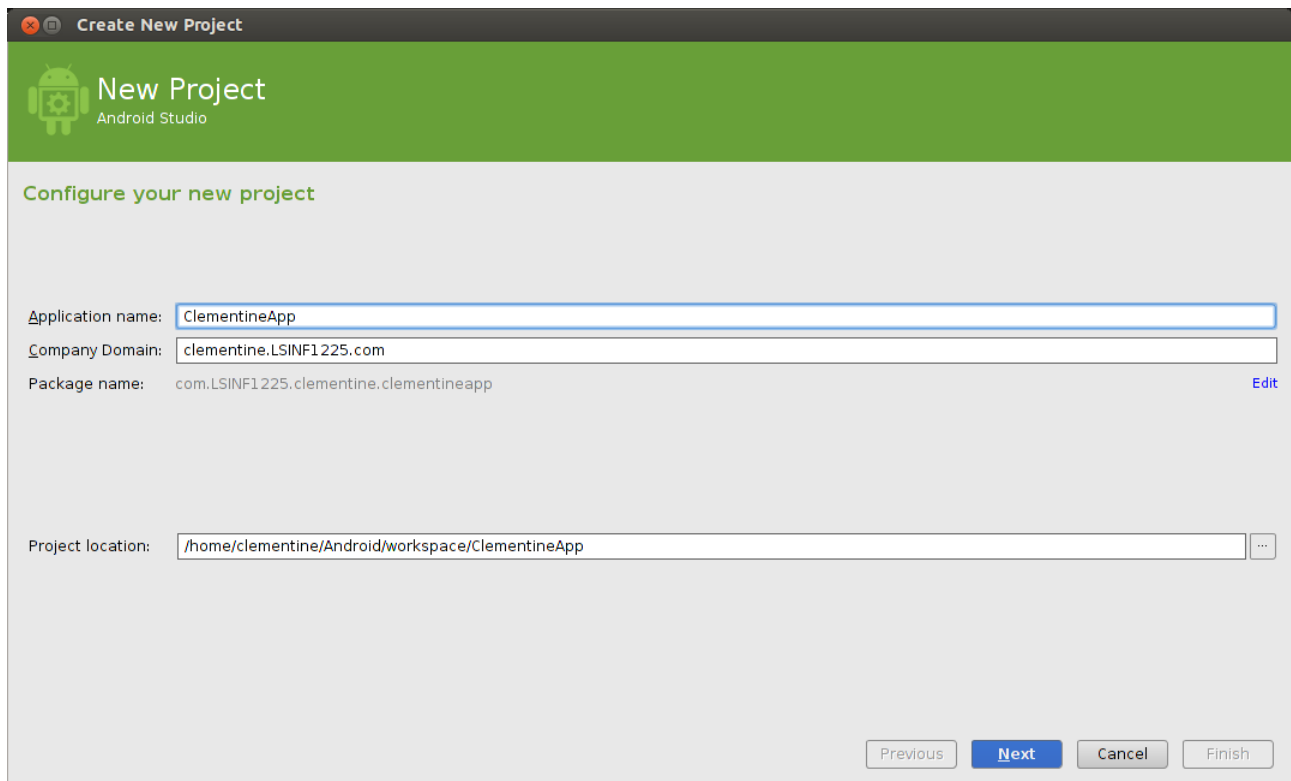 Create New Project
New Project
Android Studio
Configure your new project
Application name: ClementineApp
Company Domain: clementine.LSINF1225.com
Package name: com.LSINF1225.clementine.clementineapp Edit
Project location: /home/clementine/Android/workspace/ClementineApp ...
Previous Next Cancel Finish